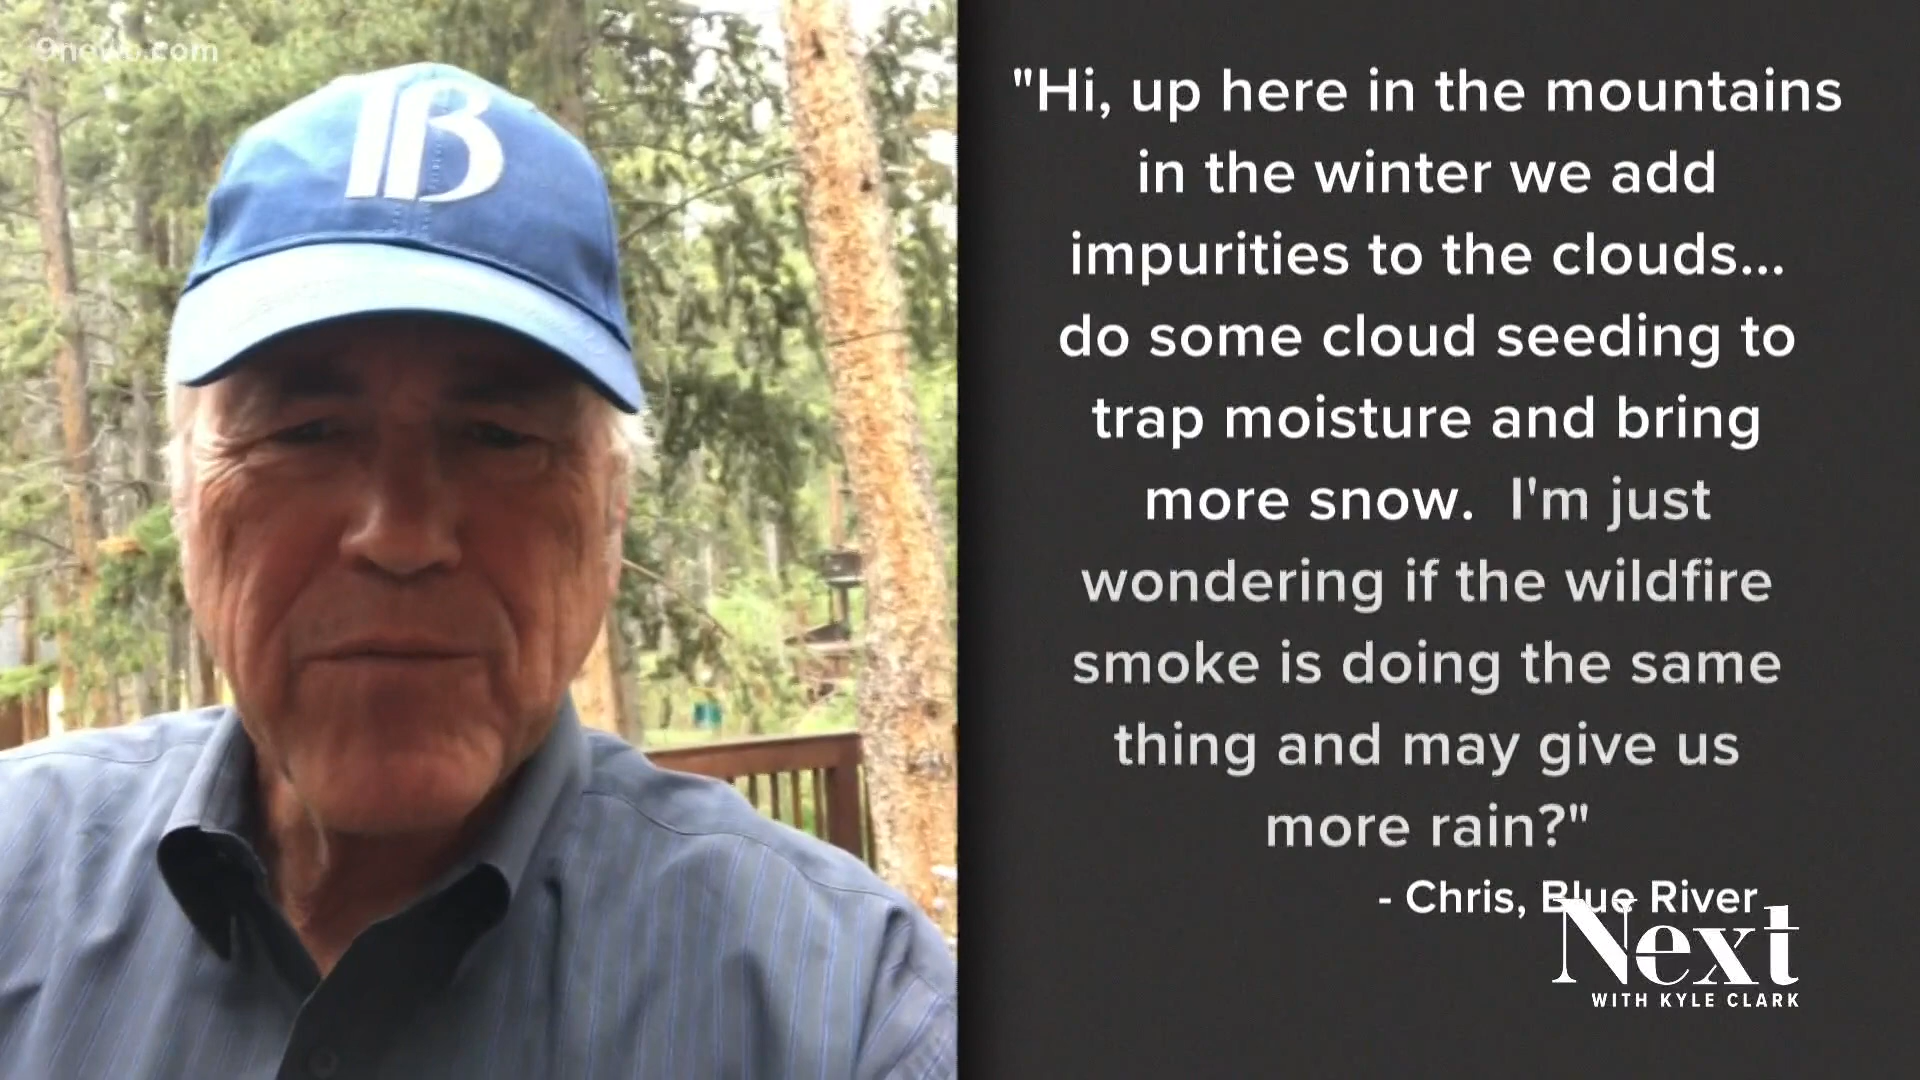 9news.com
B
"Hi, up here in the mountains
in the winter we add
impurities to the clouds...
do some cloud seeding to
trap moisture and bring
more snow. I'm just
wondering if the wildfire
smoke is doing the same
thing and may give us
more rain?"
- Chris, Blue River
Next
WITH KYLE CLARK